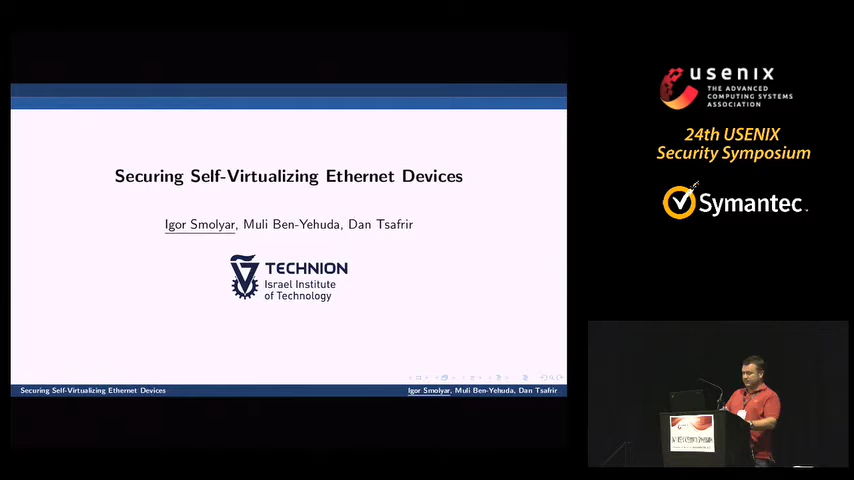 Securing Self-Virtualizing Ethernet Devices
Igor Smolyar, Muli Ben-Yehuda, Dan Tsafrir
TECHNION
Israel Institute
of Technology
Securing Self-Virtualizing Ethernet Devices
Igor Smolyar, Muli Ben-Yehuda, Dan Tsafrir
usenix
THE ADVANCED
COMPUTING SYSTEMS
ASSOCIATION
24th USENIX
Security Symposium
Symantec.